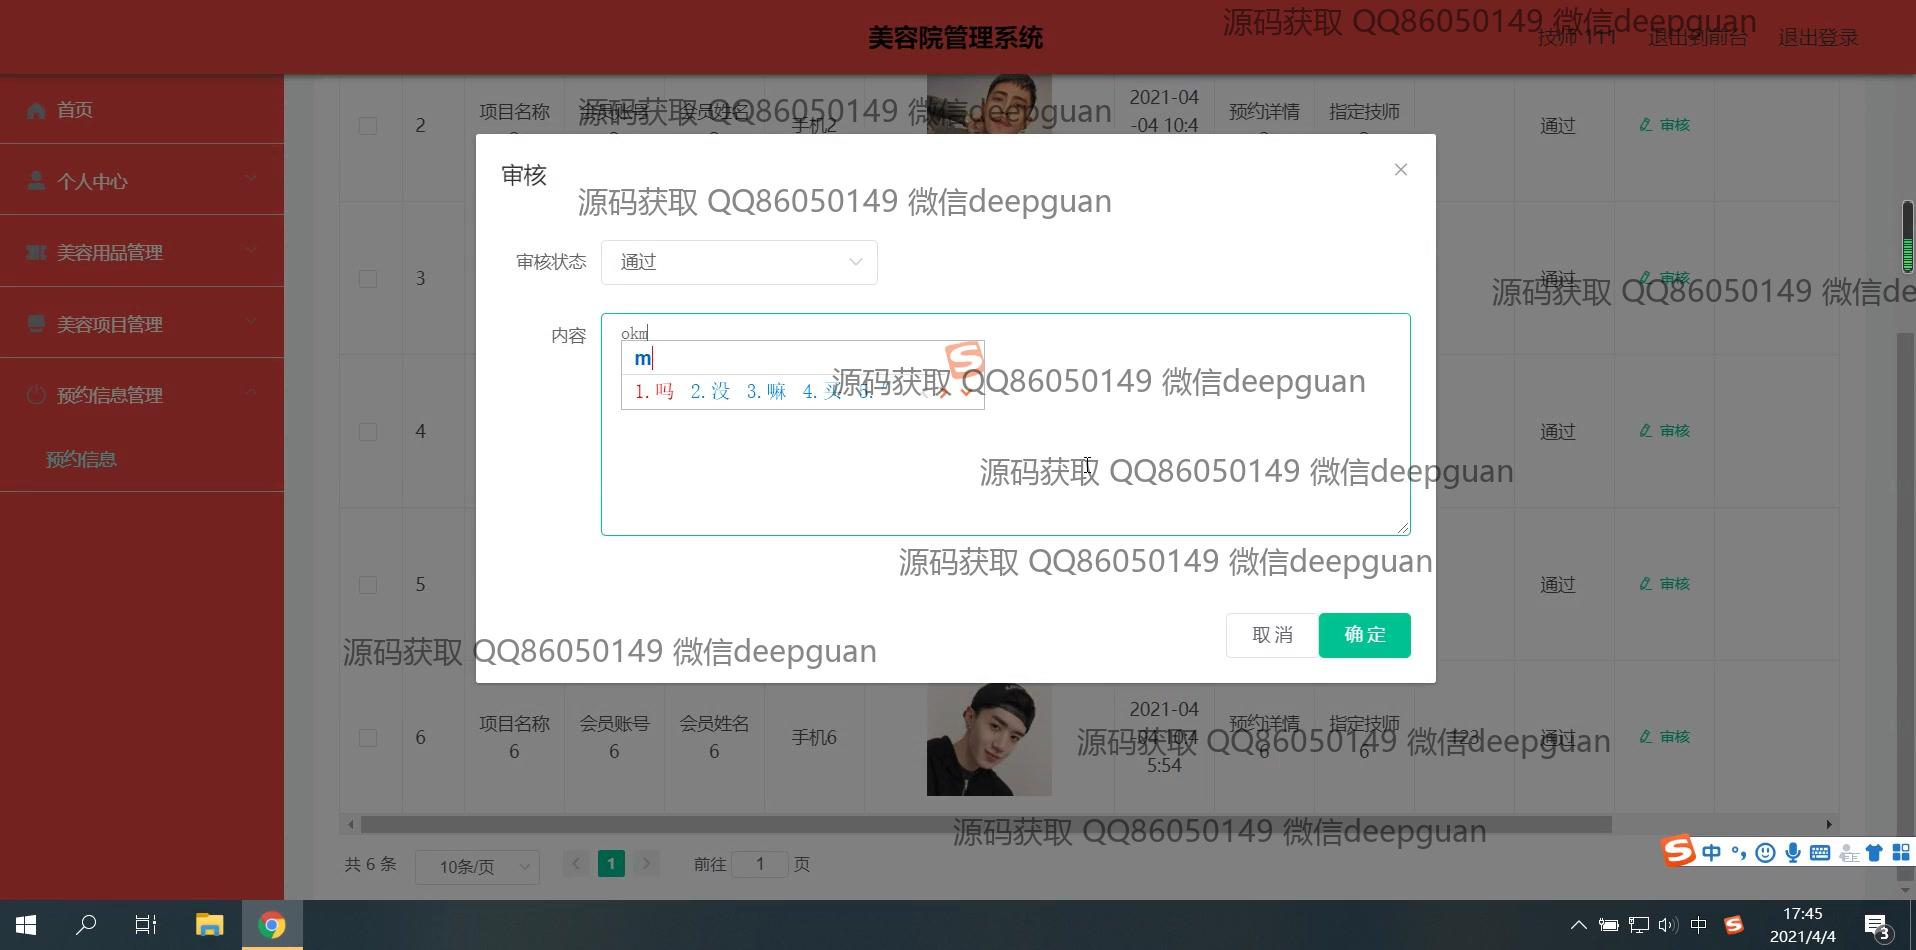 美容院管理系统
源码获取 QQ86050149 微信deepguan
技师 111
退出到前台
退出登录
首页
个人中心
美容用品管理
美容项目管理
预约信息管理
预约信息
2
项目名称
会员账号
会员姓名
手机2
2021-04
-04 10:4
预约详情
指定技师
通过
审核
源码获取 QQ86050149 微信deepguan
审核
源码获取 QQ86050149 微信deepguan
审核状态
通过
3
通过
审核
源码获取 QQ86050149 微信de
内容
okm
m
1.吗 2.没 3.嘛 4.买 5.
源码获取 QQ86050149 微信deepguan
4
通过
审核
源码获取 QQ86050149 微信deepguan
源码获取 QQ86050149 微信deepguan
5
通过
审核
取消
确定
源码获取 QQ86050149 微信deepguan
6
项目名称
6
会员账号
6
会员姓名
6
手机6
2021-04
-04 10:4
5:54
预约详情
6
指定技师
6
123
通过
审核
源码获取 QQ86050149 微信deepguan
源码获取 QQ86050149 微信deepguan
共 6 条
10条/页
1
前往 1 页
中
中
17:45
2021/4/4
3